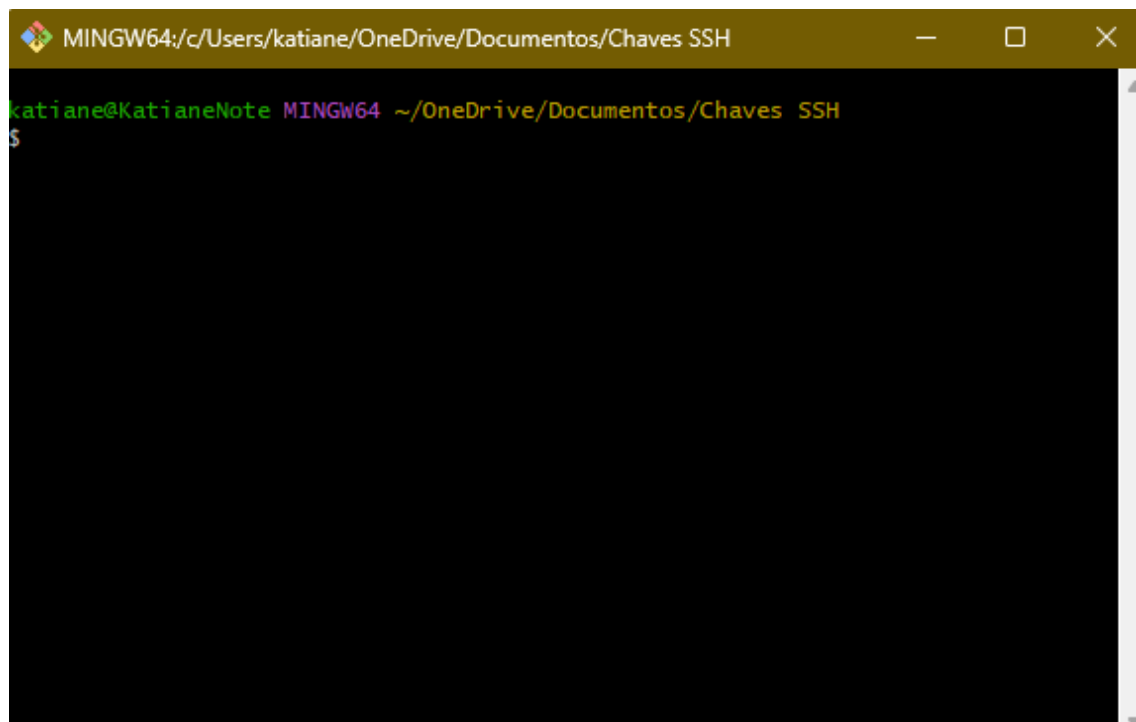 MINGW64:/c/Users/katiane/OneDrive/Documentos/Chaves SSH
katiane@KatianeNote MINGW64 ~/OneDrive/Documentos/Chaves SSH
$